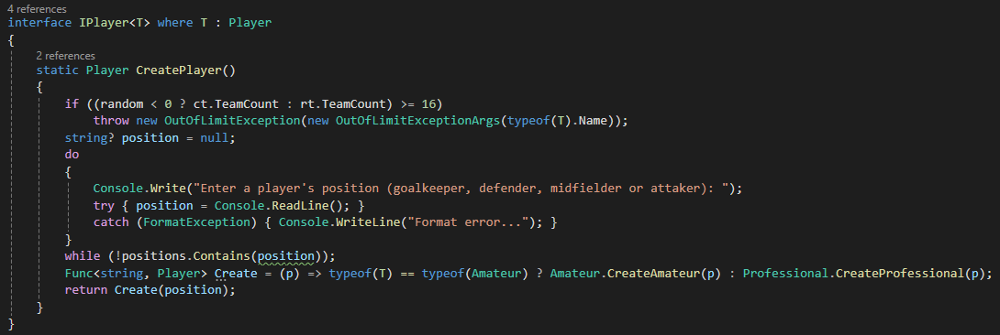 4 references
interface IPlayer<T> where T : Player
{
2 references
static Player CreatePlayer()
{
if ((random < 0 ? ct.TeamCount : rt.TeamCount) >= 16)
throw new OutOfLimitException(new OutOfLimitExceptionArgs(typeof(T).Name));
string? position = null;
do
{
Console.Write("Enter a player's position (goalkeeper, defender, midfielder or attaker): ");
try { position = Console.ReadLine(); }
catch (FormatException) { Console.WriteLine("Format error..."); }
}
while (!positions.Contains(position));
Func<string, Player> Create = (p) => typeof(T) == typeof(Amateur) ? Amateur.CreateAmateur(p) : Professional.CreateProfessional(p);
return Create(position);
}
}